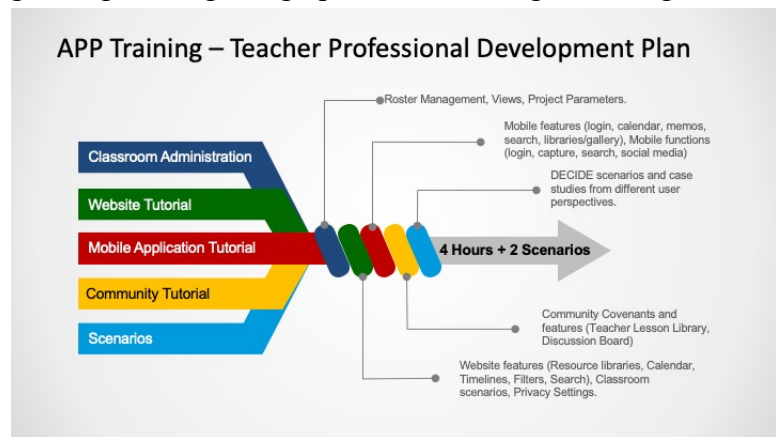 APP Training – Teacher Professional Development Plan
Roster Management, Views, Project Parameters.
Mobile features (login, calendar, memos,
search, libraries/gallery), Mobile functions
(login, capture, search, social media)
DECIDE scenarios and case
studies from different user
perspectives.
Classroom Administration
Website Tutorial
Mobile Application Tutorial
Community Tutorial
Scenarios
4 Hours + 2 Scenarios
Community Covenants and
features (Teacher Lesson Library,
Discussion Board)
Website features (Resource libraries, Calendar,
Timelines, Filters, Search), Classroom
scenarios, Privacy Settings.